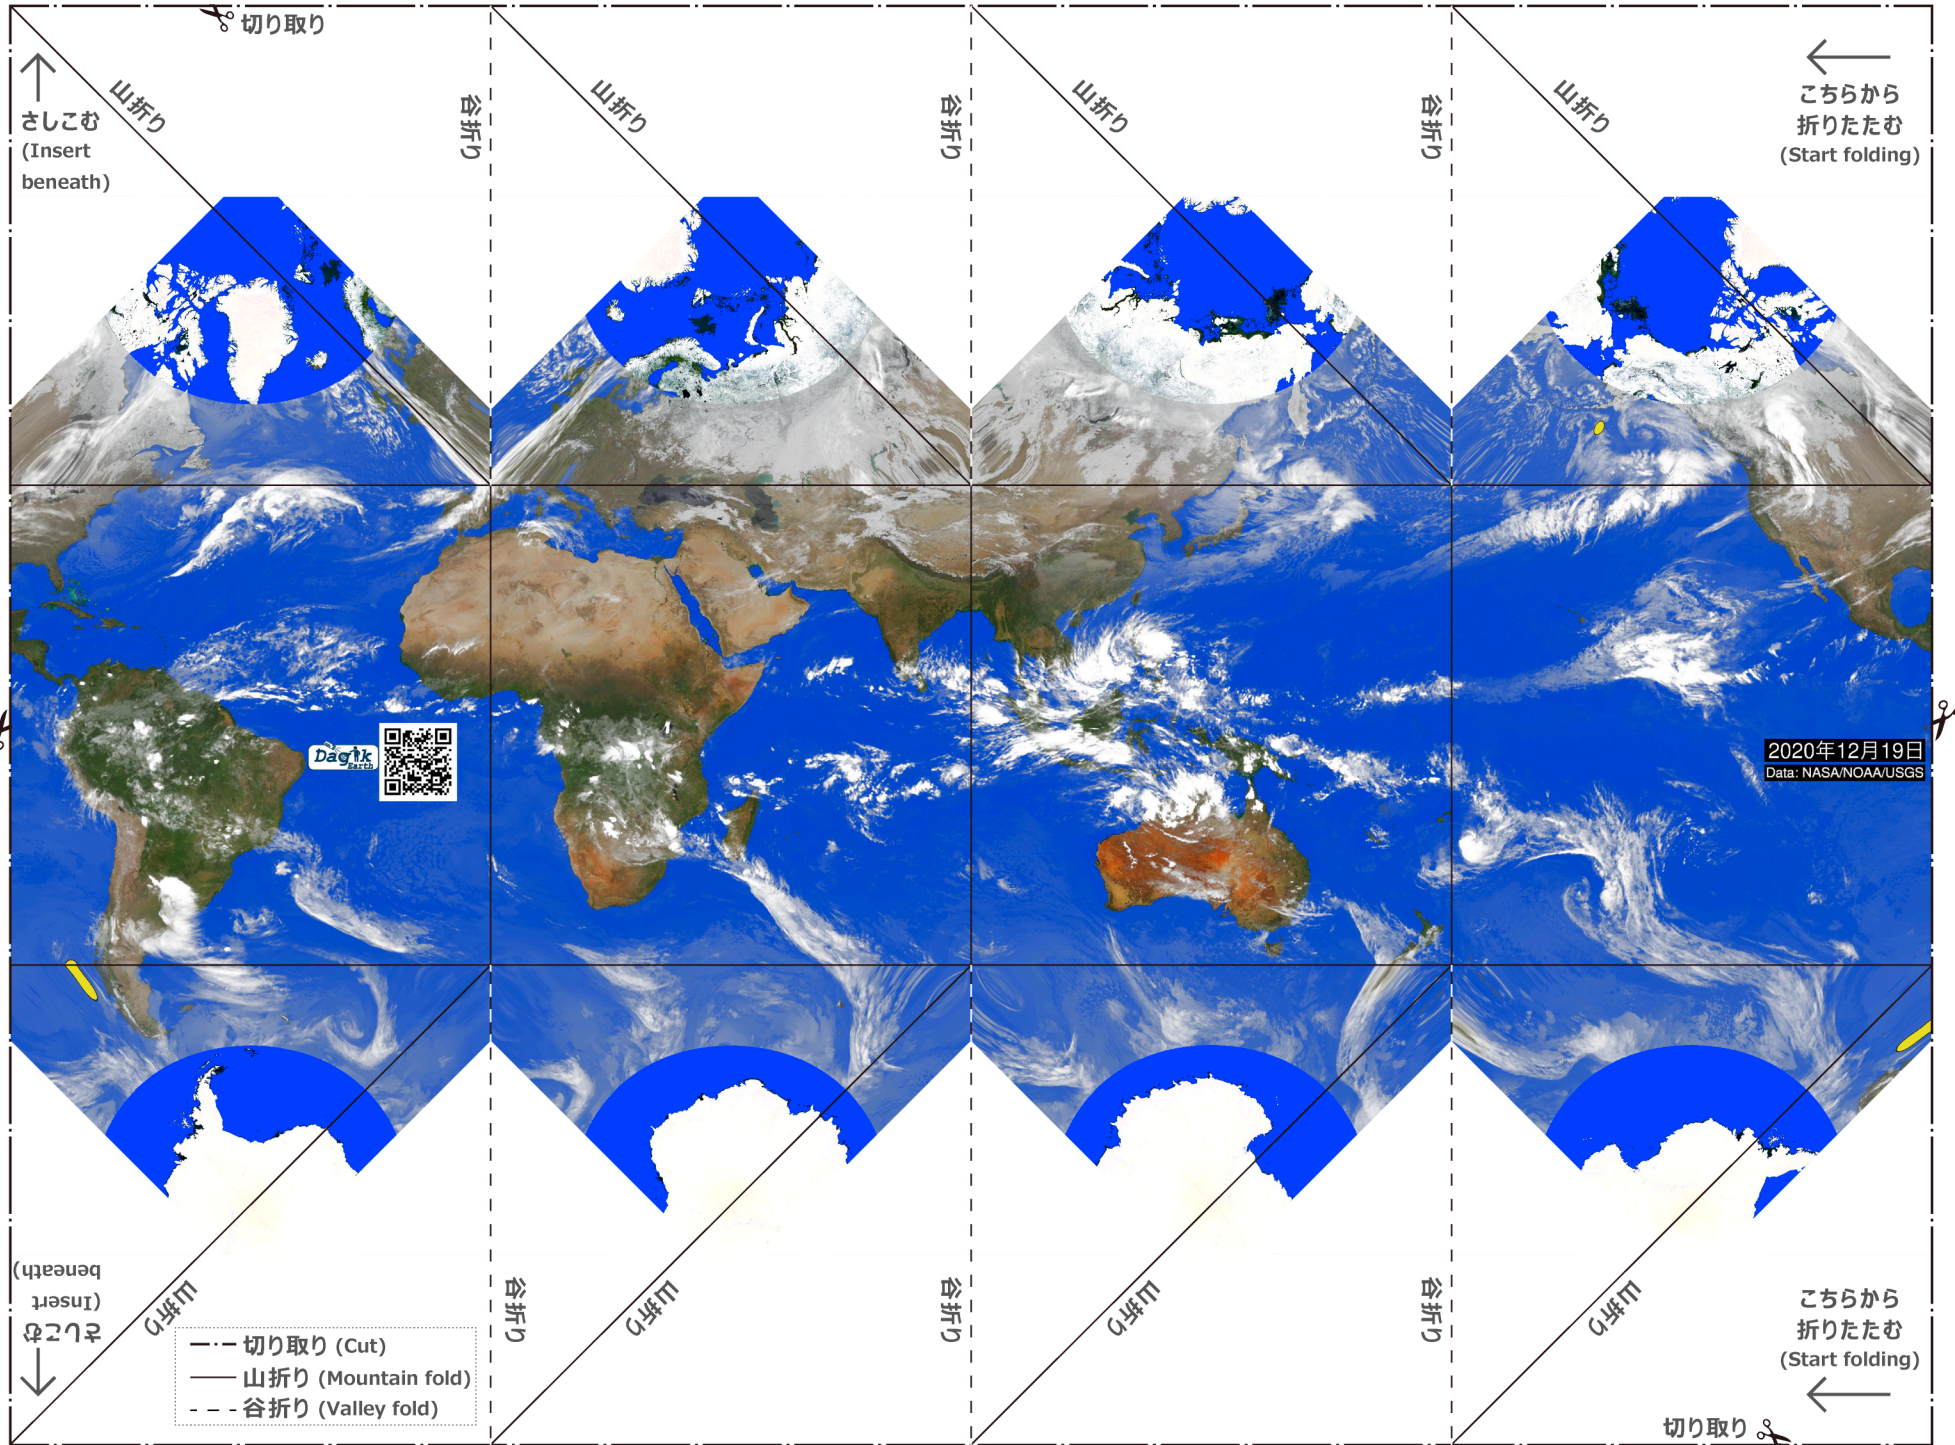 切り取り
さしこむ
(Insert
beneath)
山折り
谷折り
山折り
谷折り
山折り
谷折り
山折り
こちらから
折りたたむ
(Start folding)
Dagik
Earth
2020年12月19日
Data: NASA/NOAA/USGS
さしこむ
(Insert
beneath)
山折り
谷折り
山折り
谷折り
山折り
谷折り
山折り
こちらから
折りたたむ
(Start folding)
切り取り (Cut)
山折り (Mountain fold)
谷折り (Valley fold)
切り取り